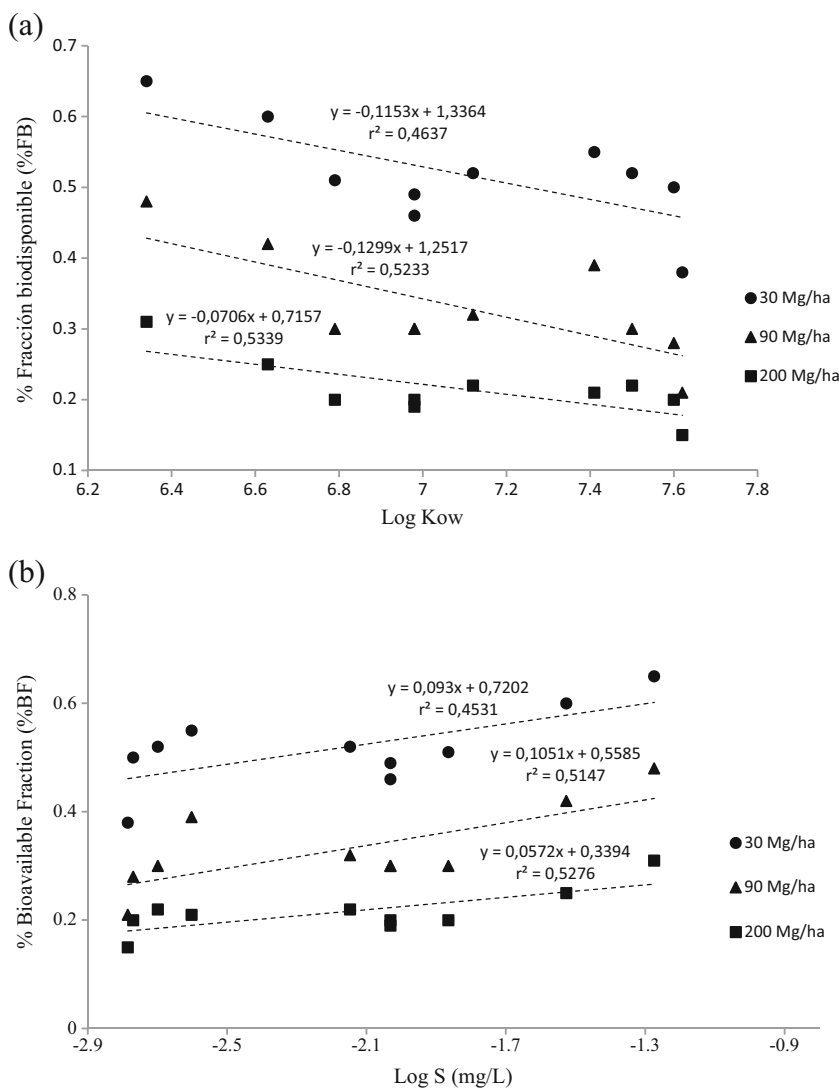 (a)
0.7
0.6
0.5
0.4
0.3
0.2
0.1
% Fracción biodisponible (%FB)
y = -0,1153x + 1,3364
r² = 0,4637
y = -0,1299x + 1,2517
r² = 0,5233
y = -0,0706x + 0,7157
r² = 0,5339
30 Mg/ha
90 Mg/ha
200 Mg/ha
6.2 6.4 6.6 6.8 7 7.2 7.4 7.6 7.8
Log Kow
(b)
0.8
0.6
0.4
0.2
0
% Bioavailable Fraction (%BF)
y = 0,093x + 0,7202
r² = 0,4531
y = 0,1051x + 0,5585
r² = 0,5147
y = 0,0572x + 0,3394
r² = 0,5276
30 Mg/ha
90 Mg/ha
200 Mg/ha
-2.9 -2.5 -2.1 -1.7 -1.3 -0.9
Log S (mg/L)